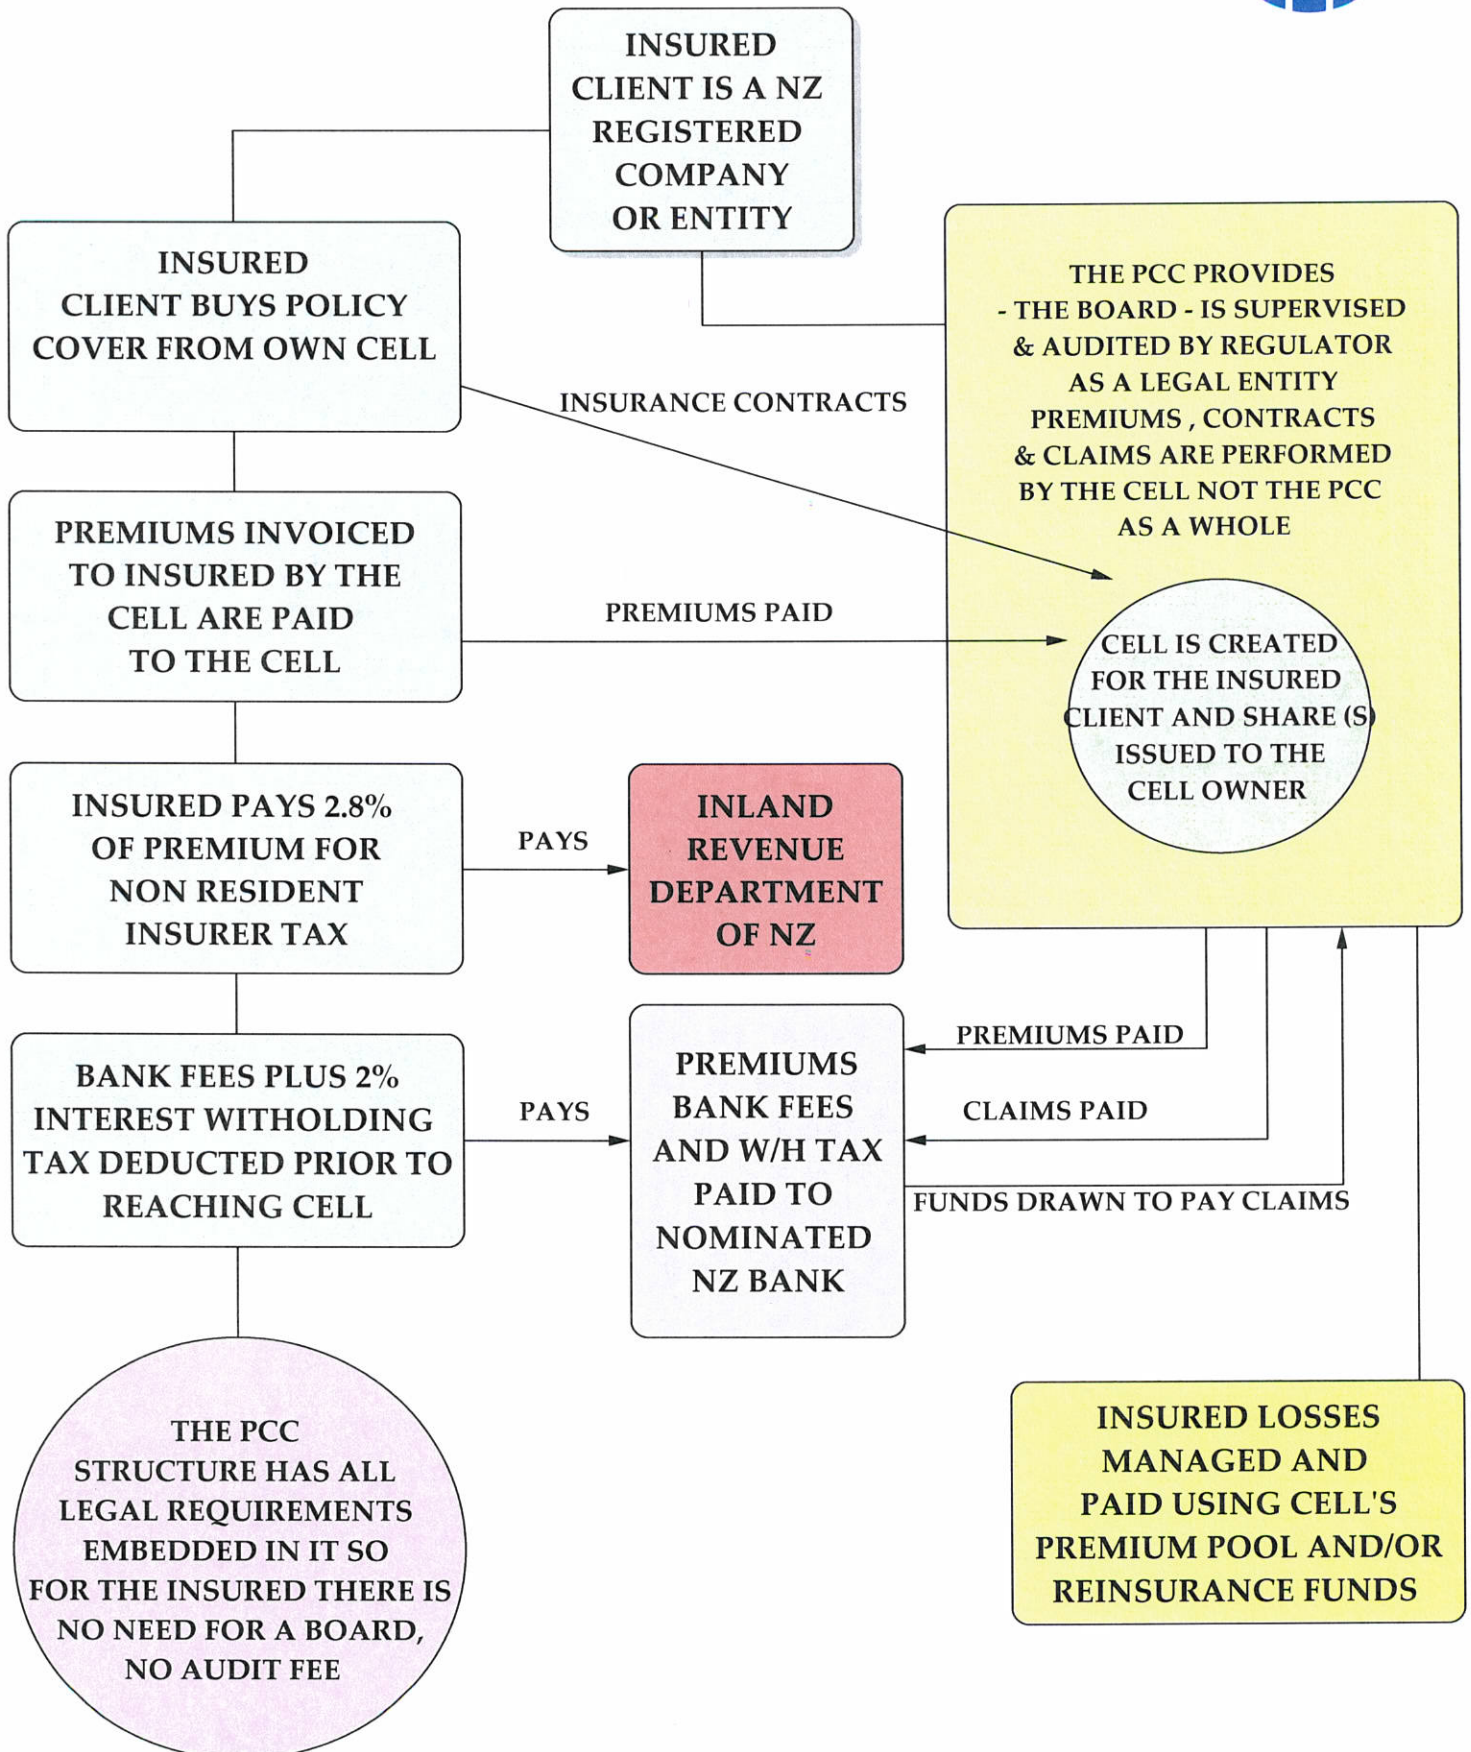 INSURED
CLIENT IS A NZ
REGISTERED
COMPANY
OR ENTITY
INSURED
CLIENT BUYS POLICY
COVER FROM OWN CELL
THE PCC PROVIDES
- THE BOARD - IS SUPERVISED
& AUDITED BY REGULATOR
AS A LEGAL ENTITY
PREMIUMS , CONTRACTS
& CLAIMS ARE PERFORMED
BY THE CELL NOT THE PCC
AS A WHOLE
INSURANCE CONTRACTS
PREMIUMS INVOICED
TO INSURED BY THE
CELL ARE PAID
TO THE CELL
PREMIUMS PAID
CELL IS CREATED
FOR THE INSURED
CLIENT AND SHARE (S)
ISSUED TO THE
CELL OWNER
INSURED PAYS 2.8%
OF PREMIUM FOR
NON RESIDENT
INSURER TAX
PAYS
INLAND
REVENUE
DEPARTMENT
OF NZ
BANK FEES PLUS 2%
INTEREST WITHOLDING
TAX DEDUCTED PRIOR TO
REACHING CELL
PAYS
PREMIUMS
BANK FEES
AND W/H TAX
PAID TO
NOMINATED
NZ BANK
PREMIUMS PAID
CLAIMS PAID
FUNDS DRAWN TO PAY CLAIMS
THE PCC
STRUCTURE HAS ALL
LEGAL REQUIREMENTS
EMBEDDED IN IT SO
FOR THE INSURED THERE IS
NO NEED FOR A BOARD,
NO AUDIT FEE
INSURED LOSSES
MANAGED AND
PAID USING CELL'S
PREMIUM POOL AND/OR
REINSURANCE FUNDS